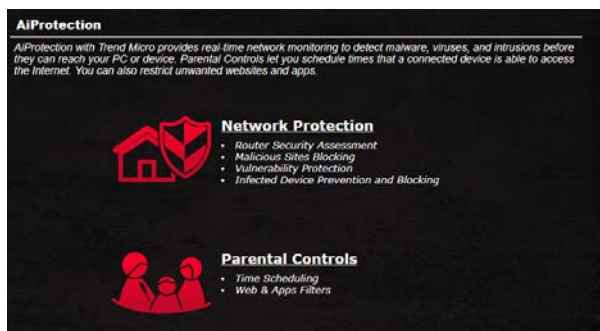 AiProtection
AiProtection with Trend Micro provides real-time network monitoring to detect malware, viruses, and intrusions before
they can reach your PC or device. Parental Controls let you schedule times that a connected device is able to access
the Internet. You can also restrict unwanted websites and apps.
Network Protection
• Router Security Assessment
• Malicious Sites Blocking
• Vulnerability Protection
• Infected Device Prevention and Blocking
Parental Controls
• Time Scheduling
• Web & Apps Filters